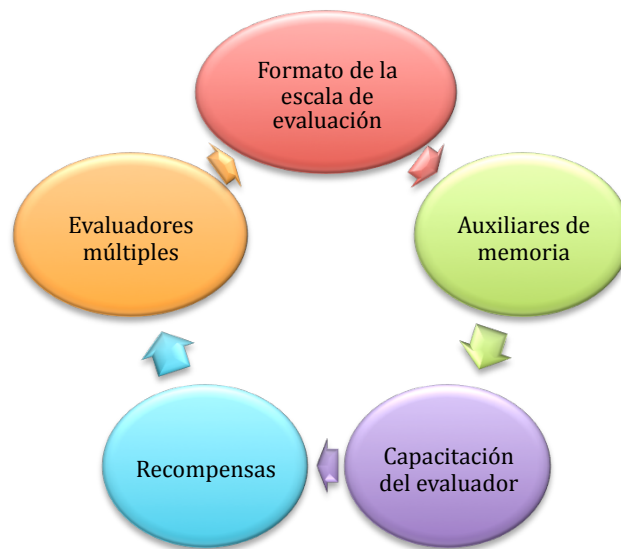 Formato de la
escala de
evaluación
Auxiliares de
memoria
Capacitación
del evaluador
Recompensas
Evaluadores
múltiples